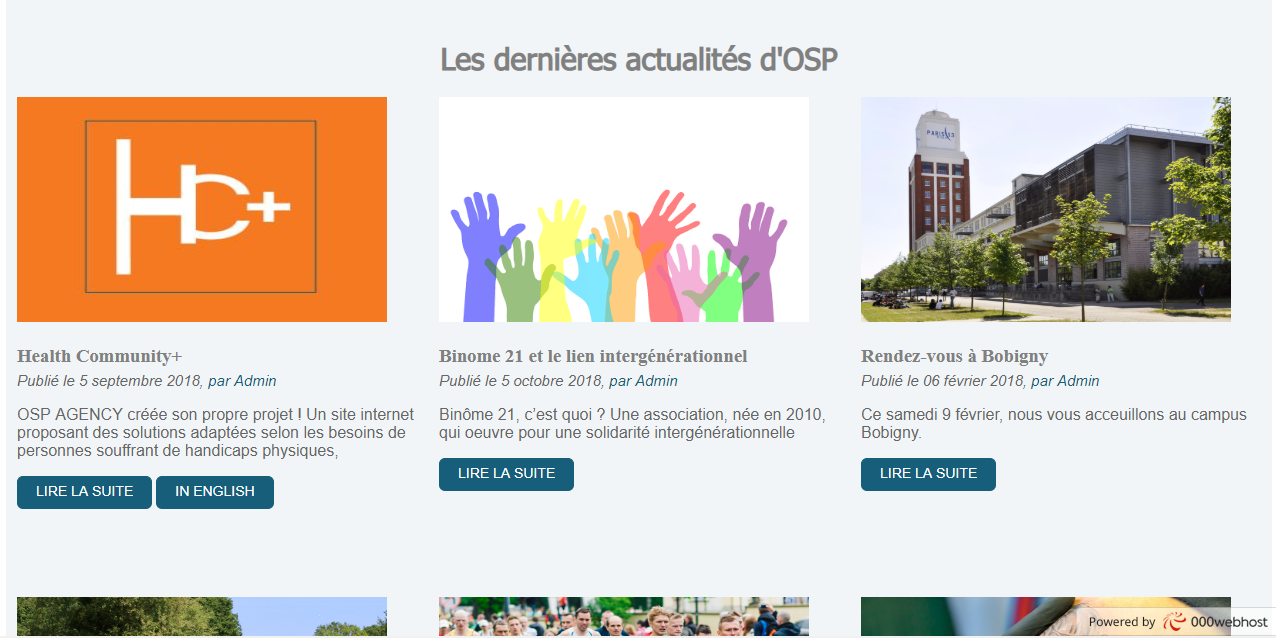 Les dernières actualités d'OSP
HC+
PARIS 13
Health Community+
Publié le 5 septembre 2018, par Admin
OSP AGENCY créée son propre projet ! Un site internet
proposant des solutions adaptées selon les besoins de
personnes souffrant de handicaps physiques,
LIRE LA SUITE
IN ENGLISH
Binome 21 et le lien intergénérationnel
Publié le 5 octobre 2018, par Admin
Binôme 21, c’est quoi ? Une association, née en 2010,
qui oeuvre pour une solidarité intergénérationnelle
LIRE LA SUITE
Rendez-vous à Bobigny
Publié le 06 février 2018, par Admin
Ce samedi 9 février, nous vous acceuillons au campus
Bobigny.
LIRE LA SUITE
Powered by 000webhost